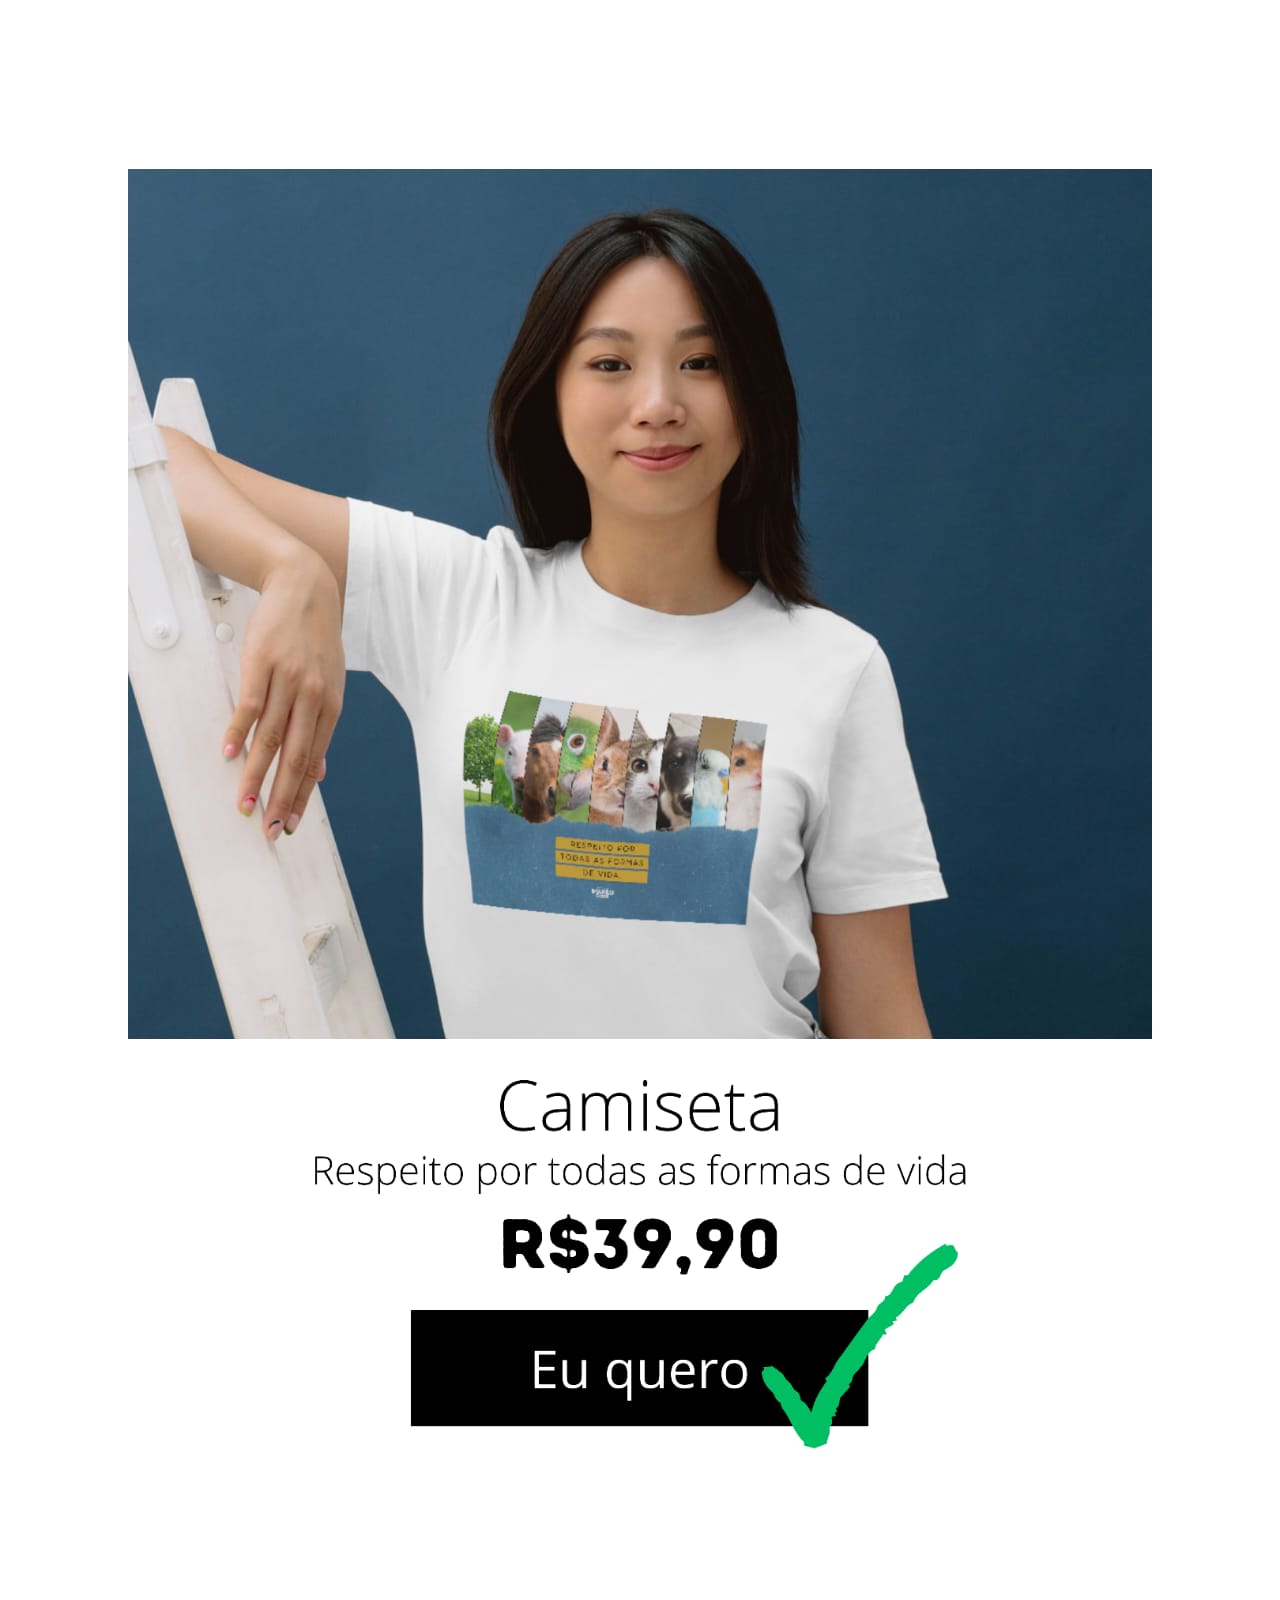 RESPEITO POR
TODAS AS FORMAS
DE VIDA.
Camiseta
Respeito por todas as formas de vida
R$39,90
Eu quero